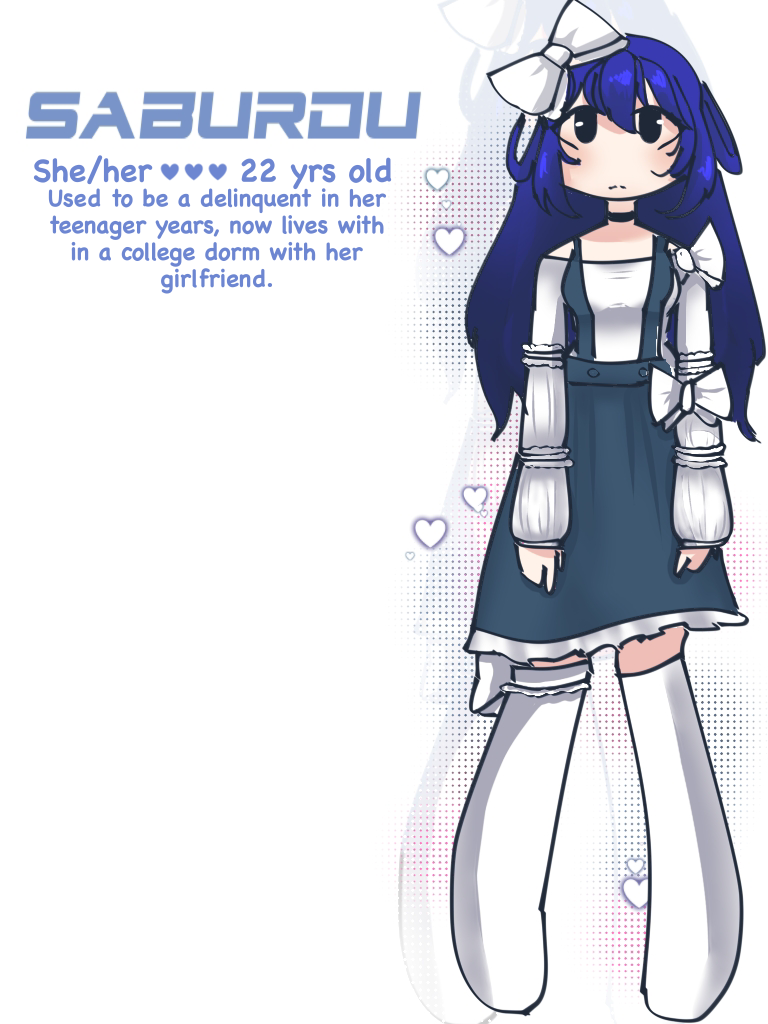 SABUROU
She/her ♥♥♥ 22 yrs old
Used to be a delinquent in her
teenager years, now lives with
in a college dorm with her
girlfriend.